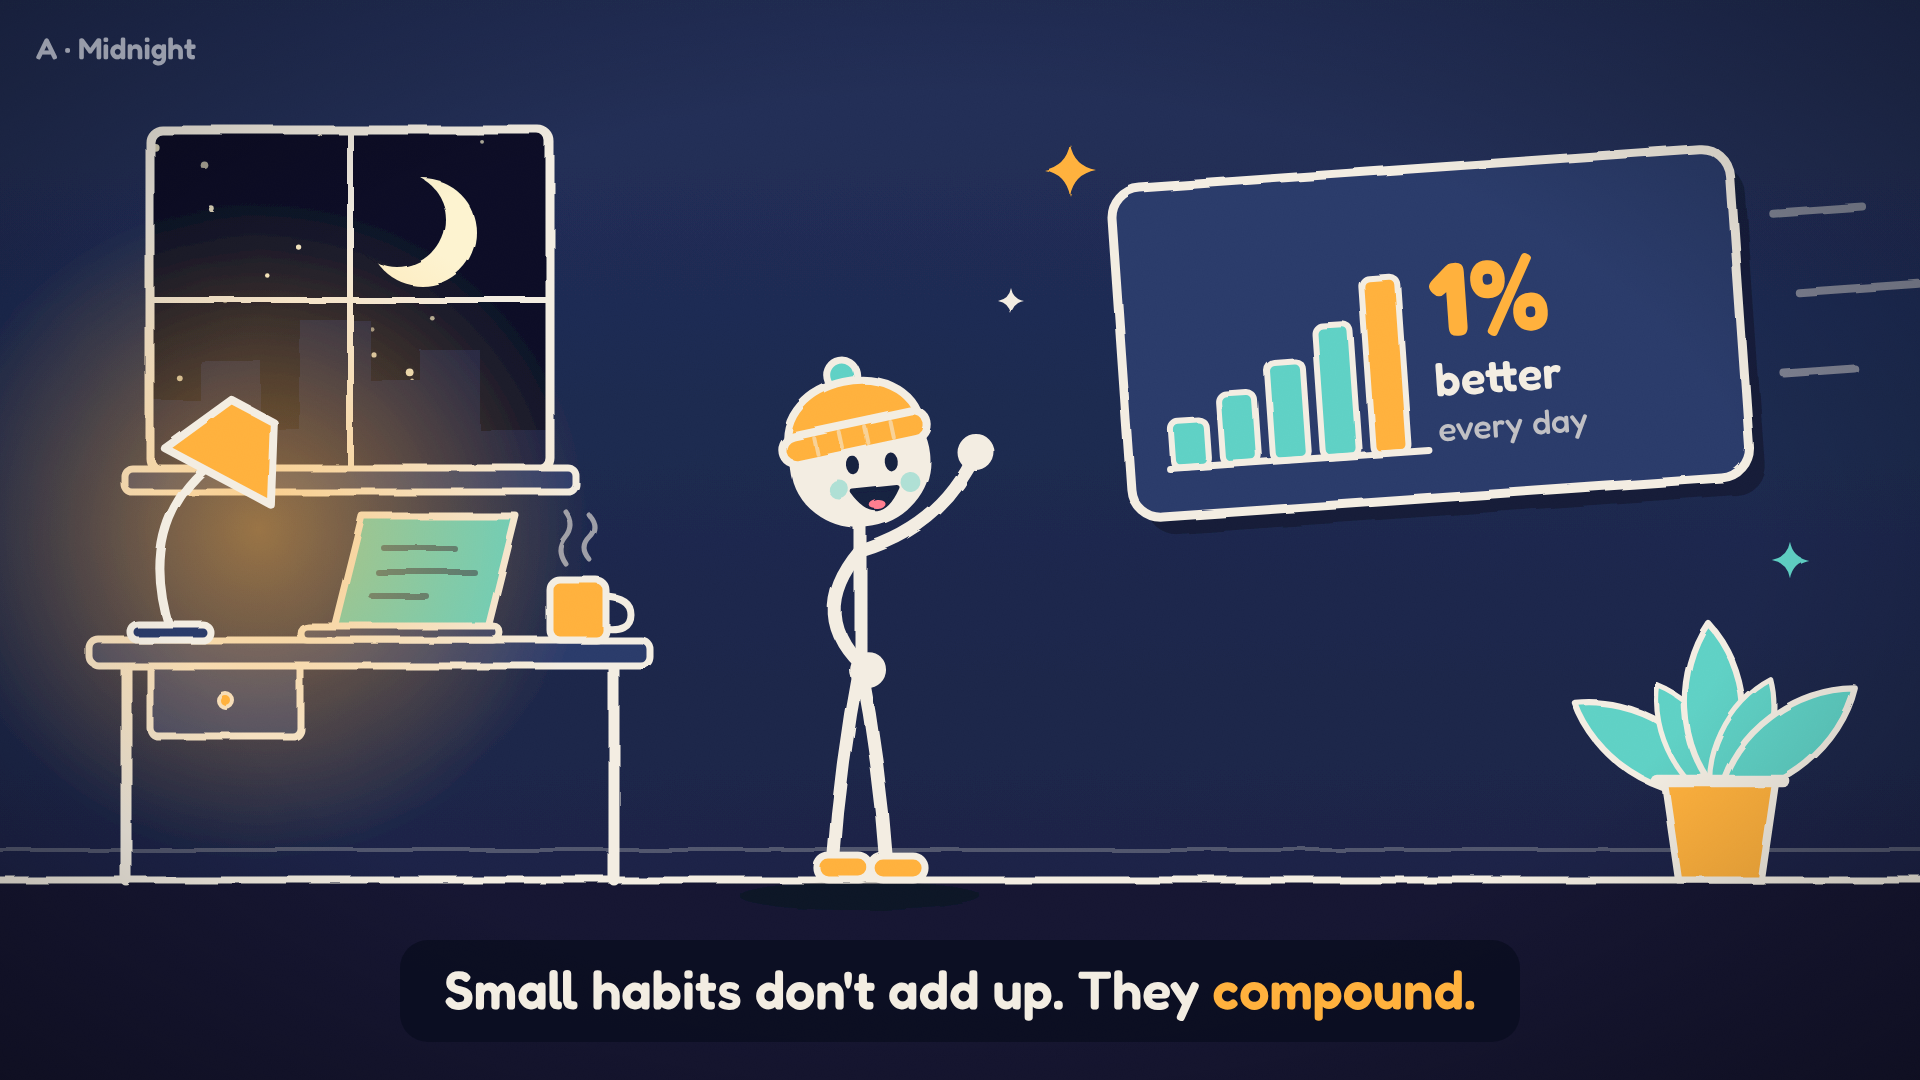 A · Midnight
1%
better
every day
Small habits don't add up. They compound.